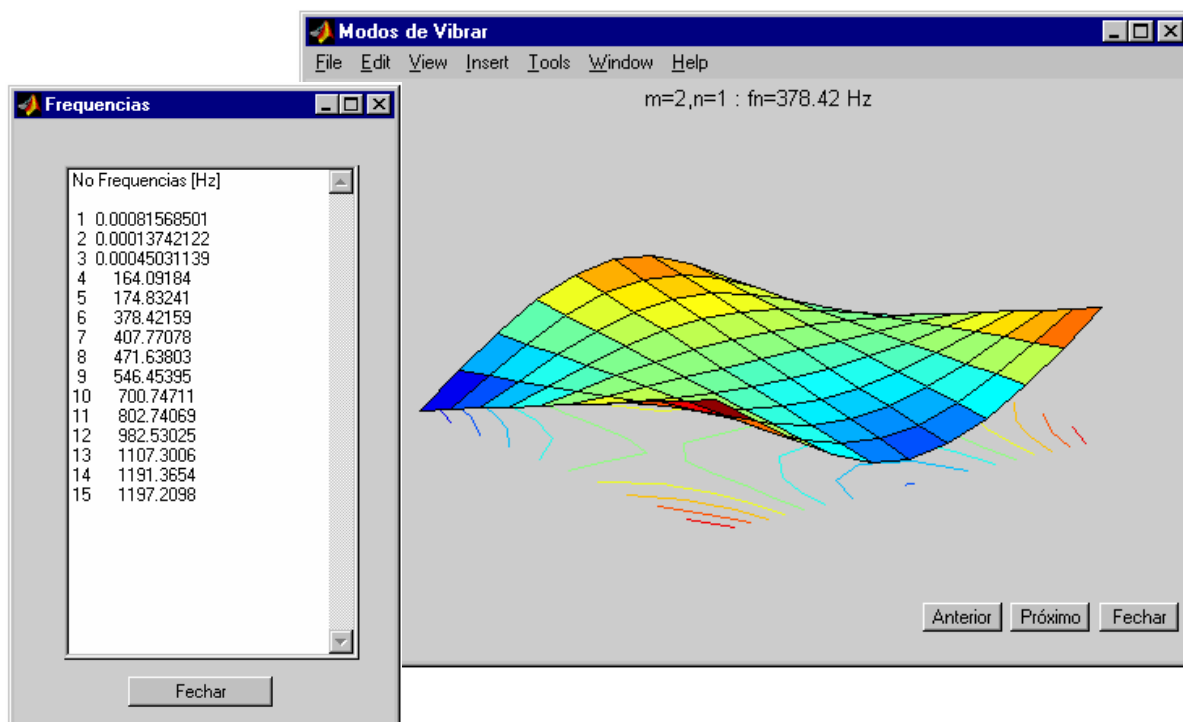 Modos de Vibrar
File Edit View Insert Tools Window Help
m=2,n=1 : fn=378.42 Hz
Anterior Próximo Fechar
Frequencias
No Frequencias [Hz]
1 0.00081568501
2 0.00013742122
3 0.00045031139
4 164.09184
5 174.83241
6 378.42159
7 407.77078
8 471.63803
9 546.45395
10 700.74711
11 802.74069
12 982.53025
13 1107.3006
14 1191.3654
15 1197.2098
Fechar